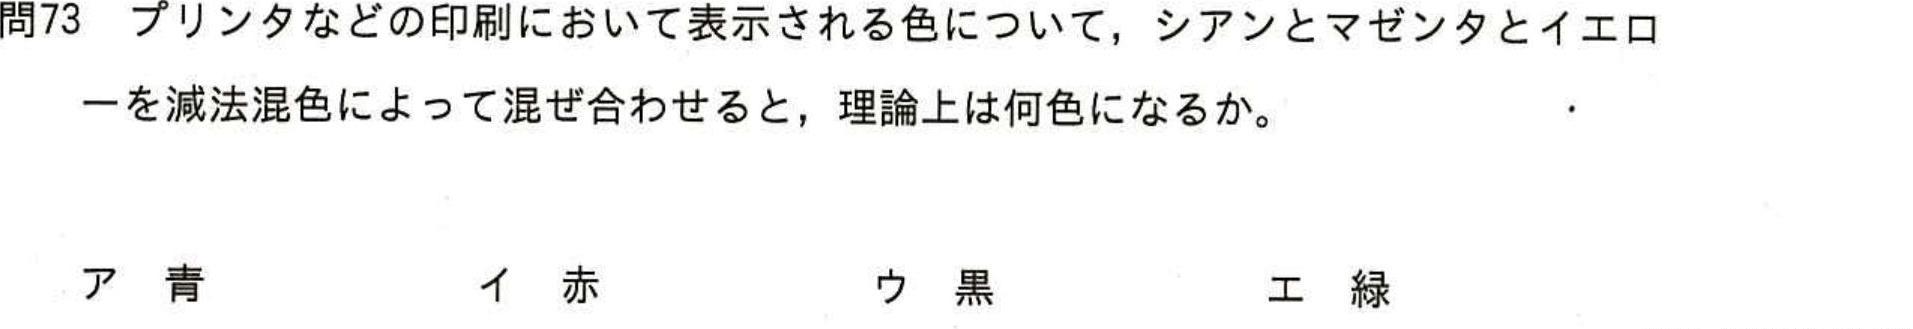 問73 プリンタなどの印刷において表示される色について，シアンとマゼンタとイエロ
ーを減法混色によって混ぜ合わせると，理論上は何色になるか。
ア 青 イ 赤 ウ 黒 エ 緑